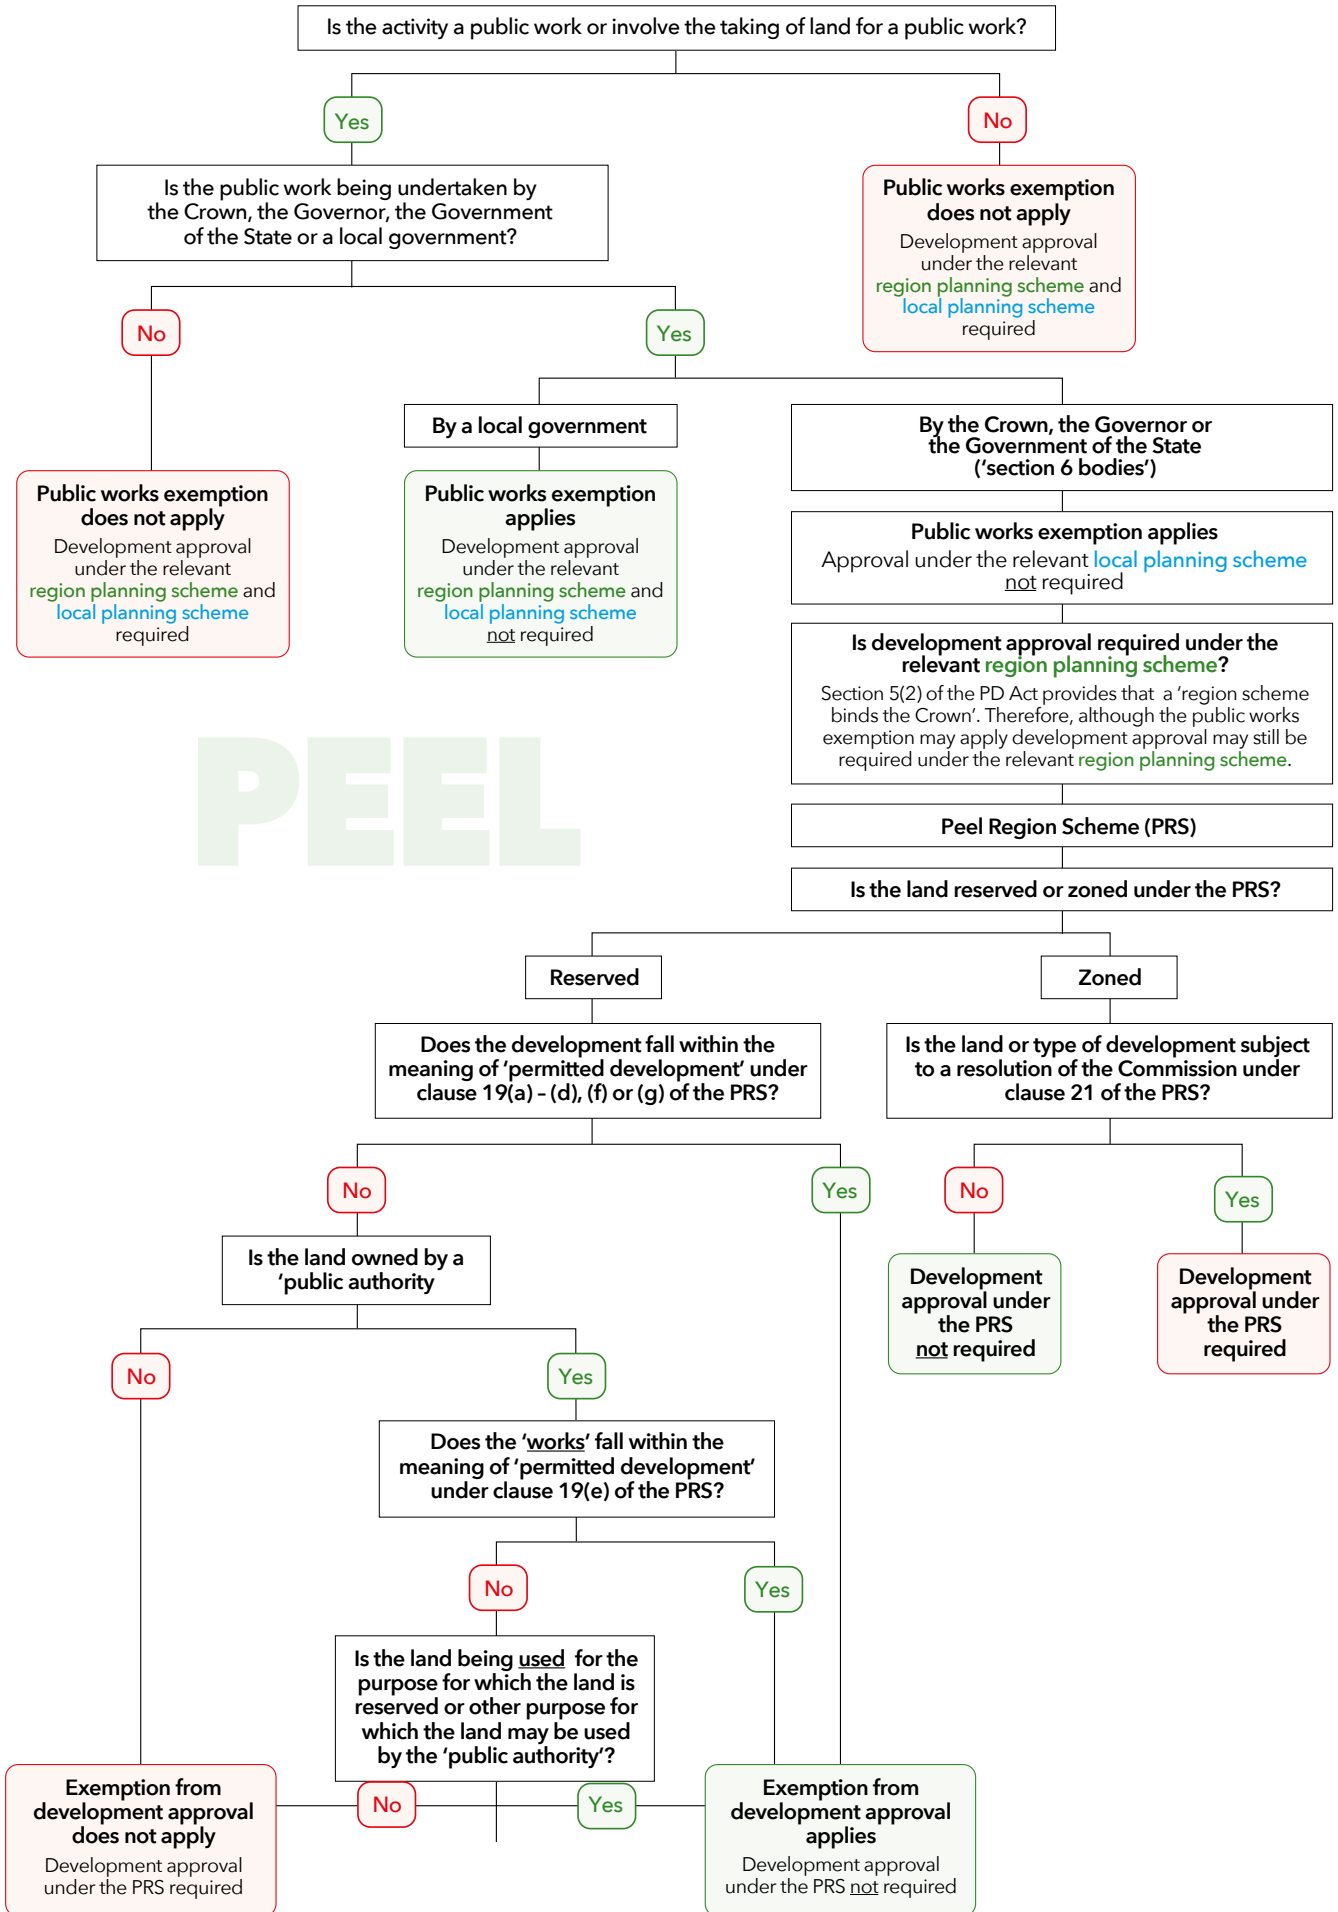 Is the activity a public work or involve the taking of land for a public work?
Yes
No
Is the public work being undertaken by
the Crown, the Governor, the Government
of the State or a local government?
Public works exemption
does not apply
Development approval
under the relevant
region planning scheme and
local planning scheme
required
No
Yes
By a local government
By the Crown, the Governor or
the Government of the State
(‘section 6 bodies’)
Public works exemption
does not apply
Development approval
under the relevant
region planning scheme and
local planning scheme
required
Public works exemption
applies
Development approval
under the relevant
region planning scheme and
local planning scheme
not required
Public works exemption applies
Approval under the relevant local planning scheme
not required
Is development approval required under the
relevant region planning scheme?
Section 5(2) of the PD Act provides that a ‘region scheme
binds the Crown’. Therefore, although the public works
exemption may apply development approval may still be
required under the relevant region planning scheme.
PEEL
Peel Region Scheme (PRS)
Is the land reserved or zoned under the PRS?
Reserved
Zoned
Does the development fall within the
meaning of ‘permitted development’ under
clause 19(a) – (d), (f) or (g) of the PRS?
Is the land or type of development subject
to a resolution of the Commission under
clause 21 of the PRS?
No
Yes
No
Yes
Is the land owned by a
‘public authority
Development
approval under
the PRS
not required
Development
approval under
the PRS
required
No
Yes
Does the ‘works’ fall within the
meaning of ‘permitted development’
under clause 19(e) of the PRS?
No
Yes
Is the land being used for the
purpose for which the land is
reserved or other purpose for
which the land may be used
by the ‘public authority’?
Exemption from
development approval
does not apply
Development approval
under the PRS required
No
Yes
Exemption from
development approval
applies
Development approval
under the PRS not required